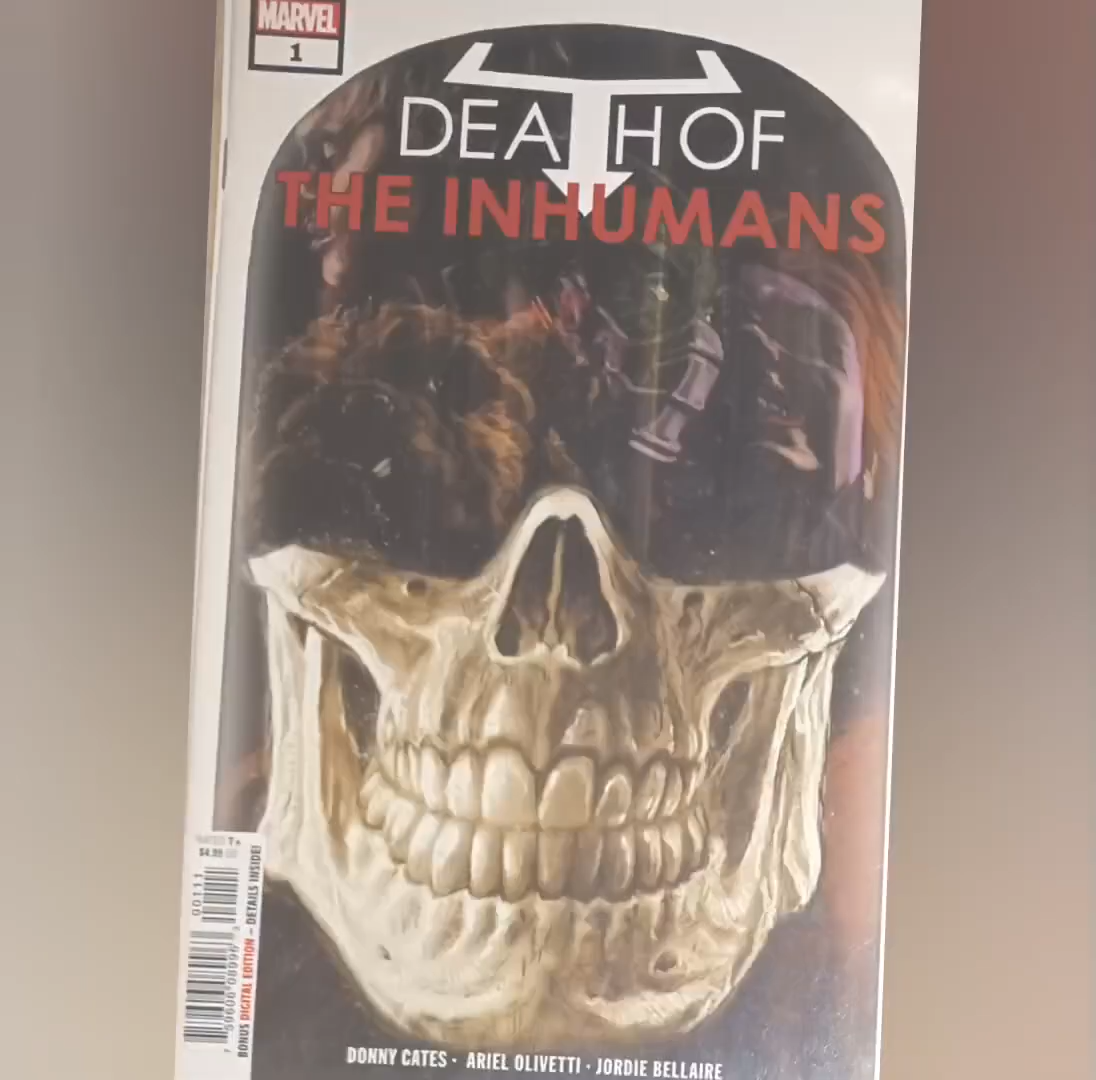 MARVEL
1
DEATH OF
THE INHUMANS
$4.99
00111
BONUS DIGITAL EDITION – DETAILS INSIDE!
DONNY CATES · ARIEL OLIVETTI · JORDIE BELLAIRE